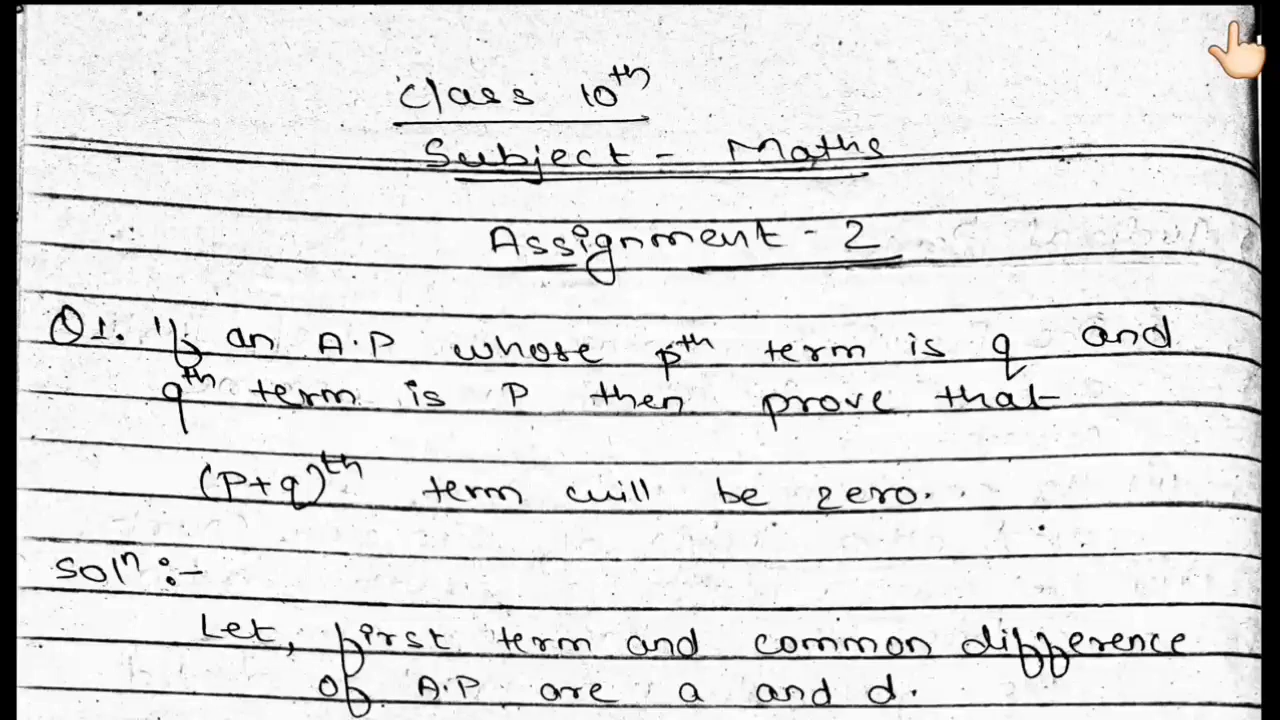 Class 10th
Subject - Maths
Assignment - 2
Q1. If an A.P whose pth term is q and
qth term is P then prove that
(P+q)th term will be zero.
Soln :-
Let, first term and common difference
of A.P are a and d.